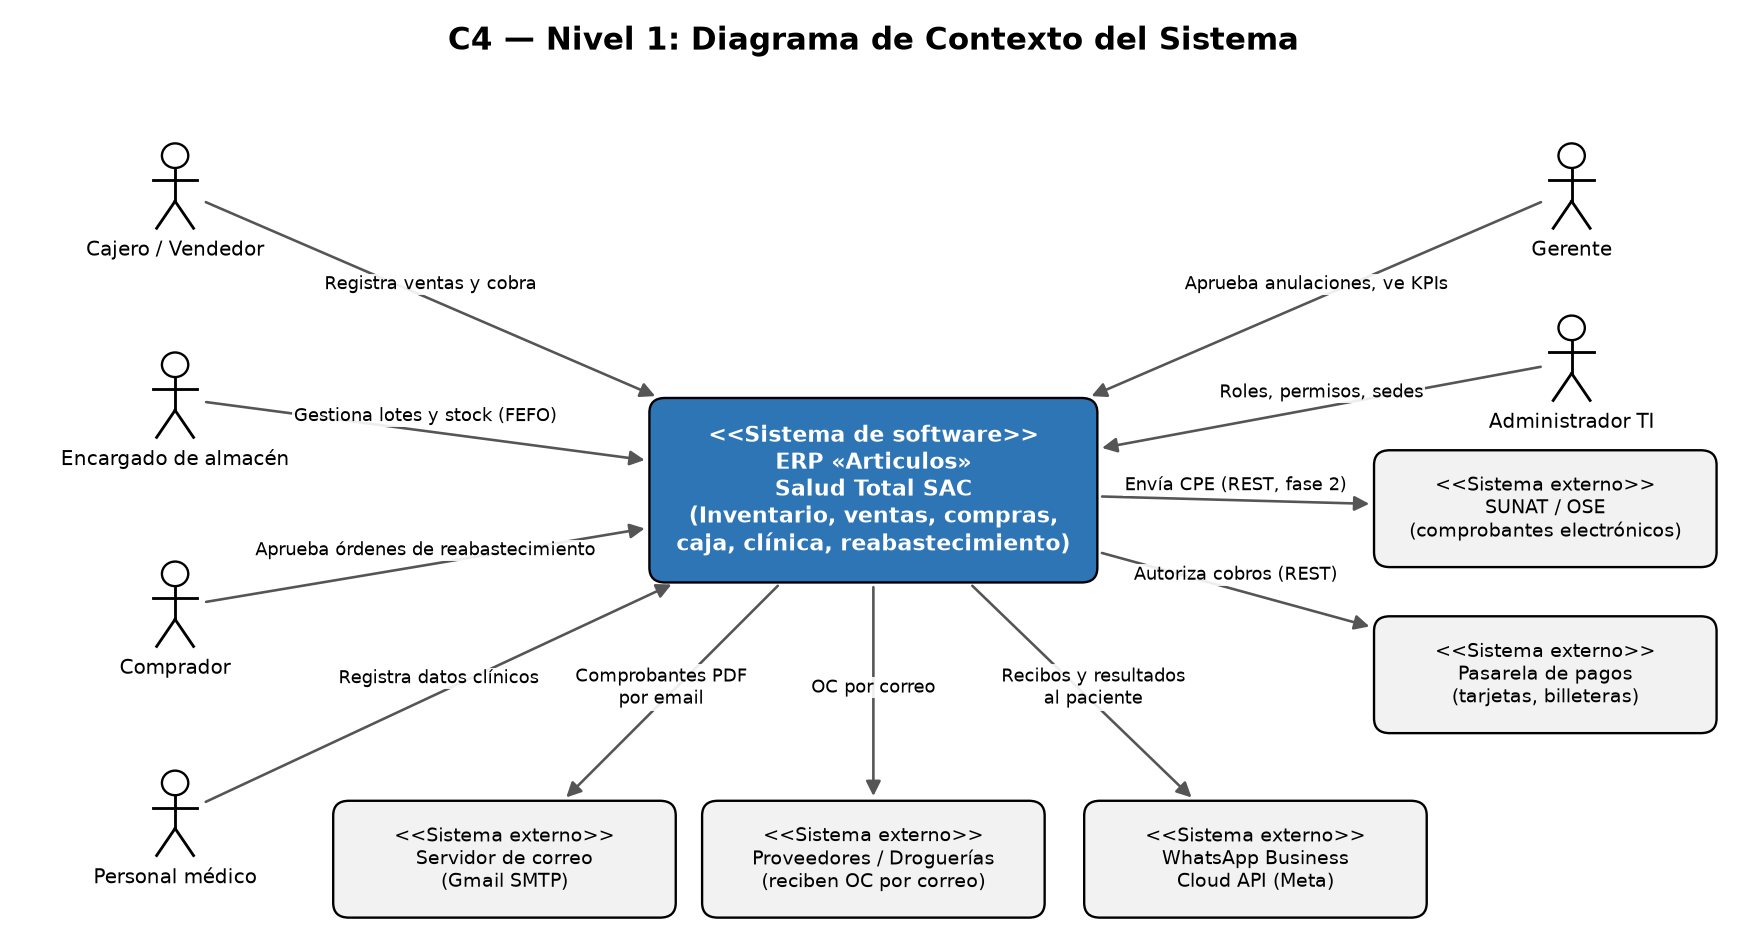 C4 — Nivel 1: Diagrama de Contexto del Sistema
Cajero / Vendedor
Gerente
Registra ventas y cobra
Aprueba anulaciones, ve KPIs
Roles, permisos, sedes
Administrador TI
Gestiona lotes y stock (FEFO)
Encargado de almacén
<<Sistema de software>>
ERP «Articulos»
Salud Total SAC
(Inventario, ventas, compras,
caja, clínica, reabastecimiento)
Envía CPE (REST, fase 2)
<<Sistema externo>>
SUNAT / OSE
(comprobantes electrónicos)
Aprueba órdenes de reabastecimiento
Autoriza cobros (REST)
Comprador
<<Sistema externo>>
Pasarela de pagos
(tarjetas, billeteras)
Registra datos clínicos
Comprobantes PDF
por email
OC por correo
Recibos y resultados
al paciente
Personal médico
<<Sistema externo>>
Servidor de correo
(Gmail SMTP)
<<Sistema externo>>
Proveedores / Droguerías
(reciben OC por correo)
<<Sistema externo>>
WhatsApp Business
Cloud API (Meta)